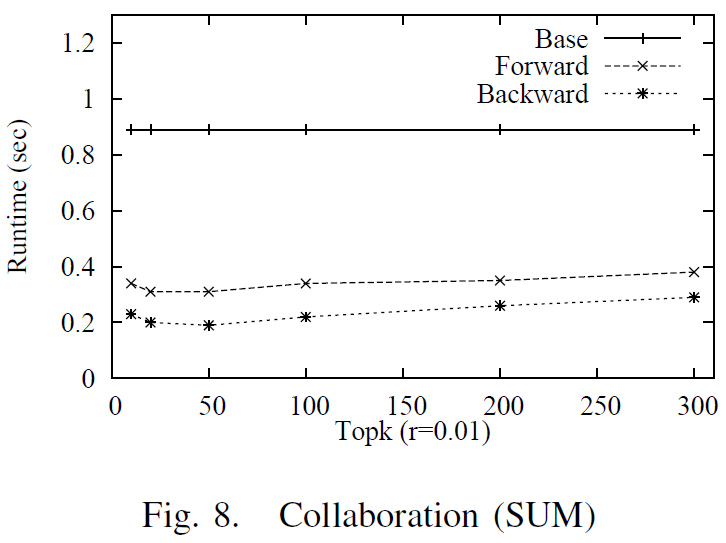 1.2
1
0.8
0.6
0.4
0.2
0
Runtime (sec)
Base
Forward
Backward
0 50 100 150 200 250 300
Topk (r=0.01)
Fig. 8. Collaboration (SUM)